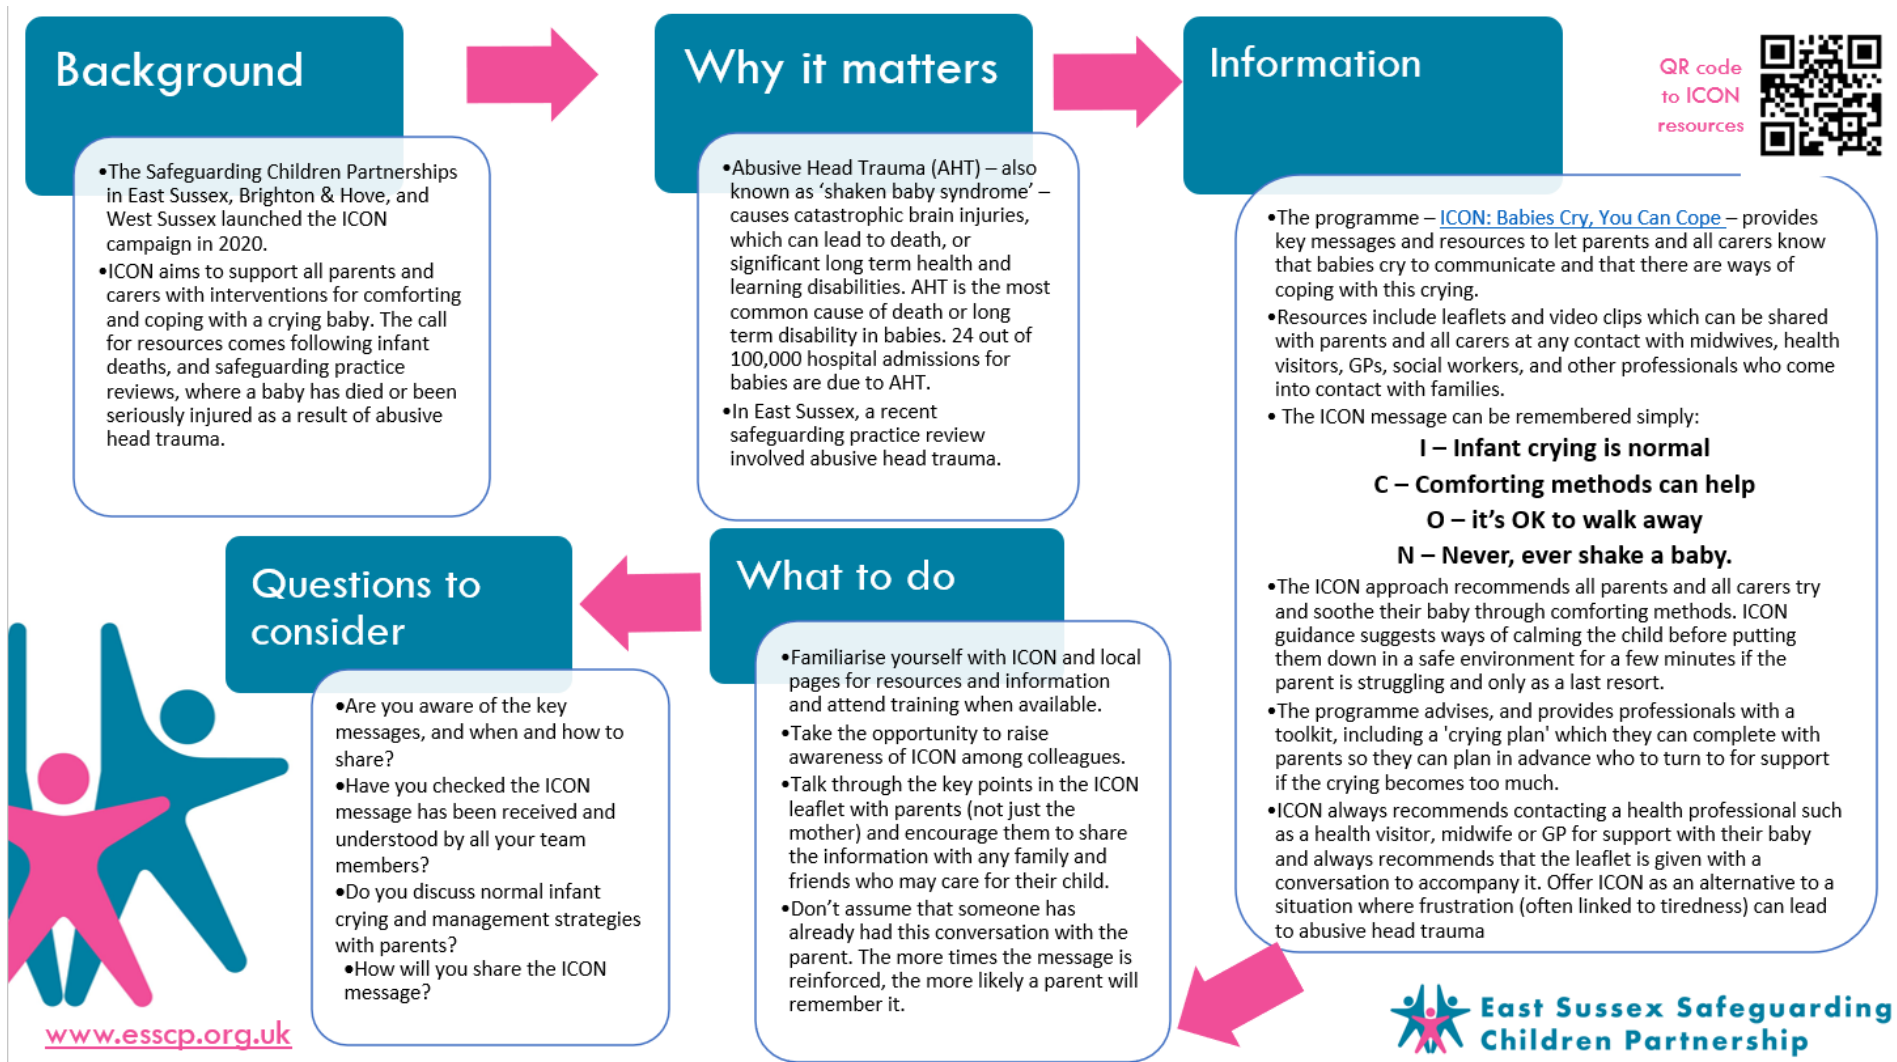 Background
•The Safeguarding Children Partnerships
in East Sussex, Brighton & Hove, and
West Sussex launched the ICON
campaign in 2020.
•ICON aims to support all parents and
carers with interventions for comforting
and coping with a crying baby. The call
for resources comes following infant
deaths, and safeguarding practice
reviews, where a baby has died or been
seriously injured as a result of abusive
head trauma.
Why it matters
•Abusive Head Trauma (AHT) – also
known as ‘shaken baby syndrome’ –
causes catastrophic brain injuries,
which can lead to death, or
significant long term health and
learning disabilities. AHT is the most
common cause of death or long
term disability in babies. 24 out of
100,000 hospital admissions for
babies are due to AHT.
•In East Sussex, a recent
safeguarding practice review
involved abusive head trauma.
Information
QR code
to ICON
resources
•The programme – ICON: Babies Cry, You Can Cope – provides
key messages and resources to let parents and all carers know
that babies cry to communicate and that there are ways of
coping with this crying.
•Resources include leaflets and video clips which can be shared
with parents and all carers at any contact with midwives, health
visitors, GPs, social workers, and other professionals who come
into contact with families.
• The ICON message can be remembered simply:
I – Infant crying is normal
C – Comforting methods can help
O – it’s OK to walk away
N – Never, ever shake a baby.
•The ICON approach recommends all parents and all carers try
and soothe their baby through comforting methods. ICON
guidance suggests ways of calming the child before putting
them down in a safe environment for a few minutes if the
parent is struggling and only as a last resort.
•The programme advises, and provides professionals with a
toolkit, including a 'crying plan' which they can complete with
parents so they can plan in advance who to turn to for support
if the crying becomes too much.
•ICON always recommends contacting a health professional such
as a health visitor, midwife or GP for support with their baby
and always recommends that the leaflet is given with a
conversation to accompany it. Offer ICON as an alternative to a
situation where frustration (often linked to tiredness) can lead
to abusive head trauma
What to do
•Familiarise yourself with ICON and local
pages for resources and information
and attend training when available.
•Take the opportunity to raise
awareness of ICON among colleagues.
•Talk through the key points in the ICON
leaflet with parents (not just the
mother) and encourage them to share
the information with any family and
friends who may care for their child.
•Don’t assume that someone has
already had this conversation with the
parent. The more times the message is
reinforced, the more likely a parent will
remember it.
Questions to
consider
•Are you aware of the key
messages, and when and how to
share?
•Have you checked the ICON
message has been received and
understood by all your team
members?
•Do you discuss normal infant
crying and management strategies
with parents?
•How will you share the ICON
message?
www.esscp.org.uk
East Sussex Safeguarding
Children Partnership